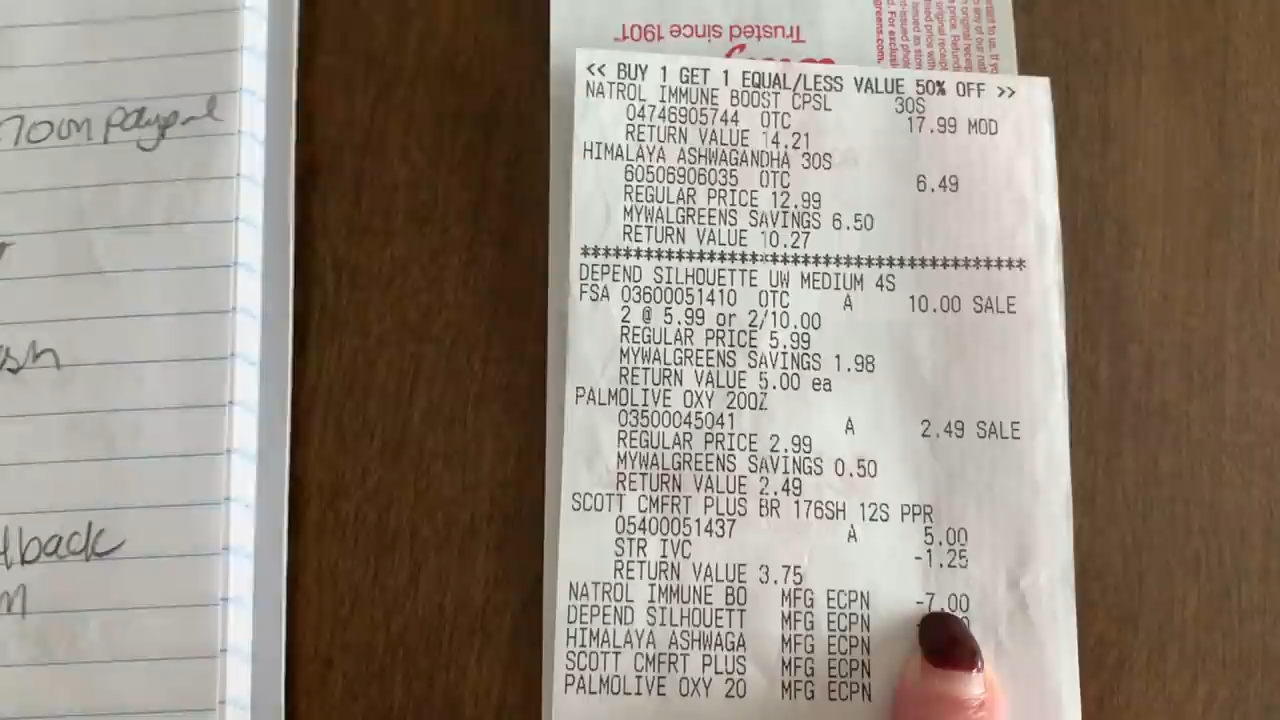 70 on paypal
sh
back
Trusted since 1901™
<< BUY 1 GET 1 EQUAL/LESS VALUE 50% OFF >>
NATROL IMMUNE BOOST CPSL 30S
04746905744 OTC 17.99 MOD
RETURN VALUE 14.21
HIMALAYA ASHWAGANDHA 30S
60506906035 OTC 6.49
REGULAR PRICE 12.99
MYWALGREENS SAVINGS 6.50
RETURN VALUE 10.27
****************************************
DEPEND SILHOUETTE UW MEDIUM 4S
FSA 03600051410 OTC A 10.00 SALE
2 @ 5.99 or 2/10.00
REGULAR PRICE 5.99
MYWALGREENS SAVINGS 1.98
RETURN VALUE 5.00 ea
PALMOLIVE OXY 20OZ
03500045041 A 2.49 SALE
REGULAR PRICE 2.99
MYWALGREENS SAVINGS 0.50
RETURN VALUE 2.49
SCOTT CMFRT PLUS BR 176SH 12S PPR
05400051437 A 5.00
STR IVC -1.25
RETURN VALUE 3.75
NATROL IMMUNE BO MFG ECPN -7.00
DEPEND SILHOUETT MFG ECPN
HIMALAYA ASHWAGA MFG ECPN
SCOTT CMFRT PLUS MFG ECPN
PALMOLIVE OXY 20 MFG ECPN